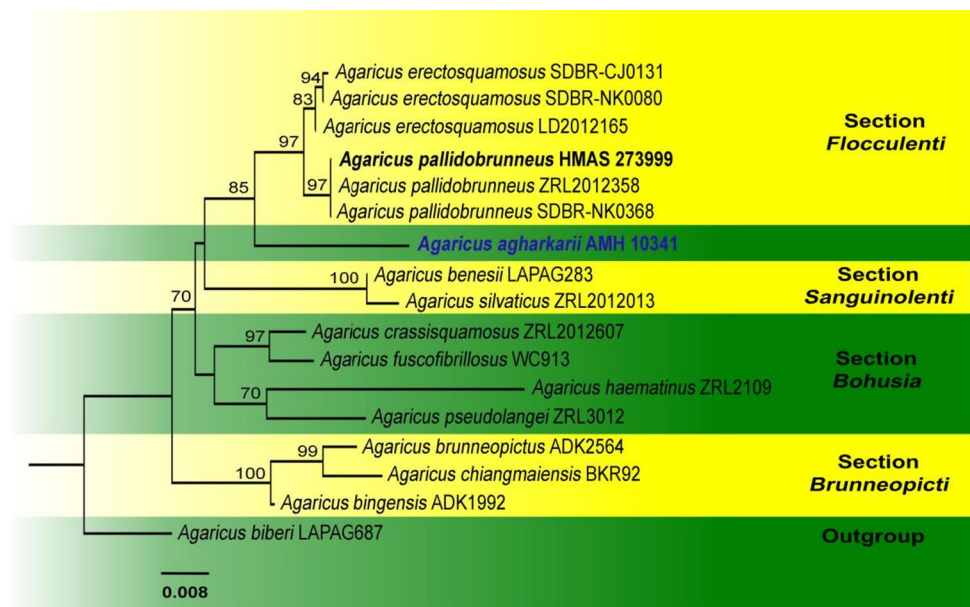 94
Agaricus erectosquamosus SDBR-CJ0131
83
Agaricus erectosquamosus SDBR-NK0080
Agaricus erectosquamosus LD2012165
97
Agaricus pallidobrunneus HMAS 273999
97
Agaricus pallidobrunneus ZRL2012358
Agaricus pallidobrunneus SDBR-NK0368
Section
Flocculenti
85
Agaricus agharkarii AMH 10341
100
Agaricus benesii LAPAG283
Agaricus silvaticus ZRL2012013
Section
Sanguinolenti
70
97
Agaricus crassisquamosus ZRL2012607
Agaricus fuscofibrillosus WC913
70
Agaricus haematinus ZRL2109
Agaricus pseudolangei ZRL3012
Section
Bohusia
99
Agaricus brunneopictus ADK2564
100
Agaricus chiangmaiensis BKR92
Agaricus bingensis ADK1992
Section
Brunneopicti
Agaricus biberi LAPAG687
Outgroup
0.008